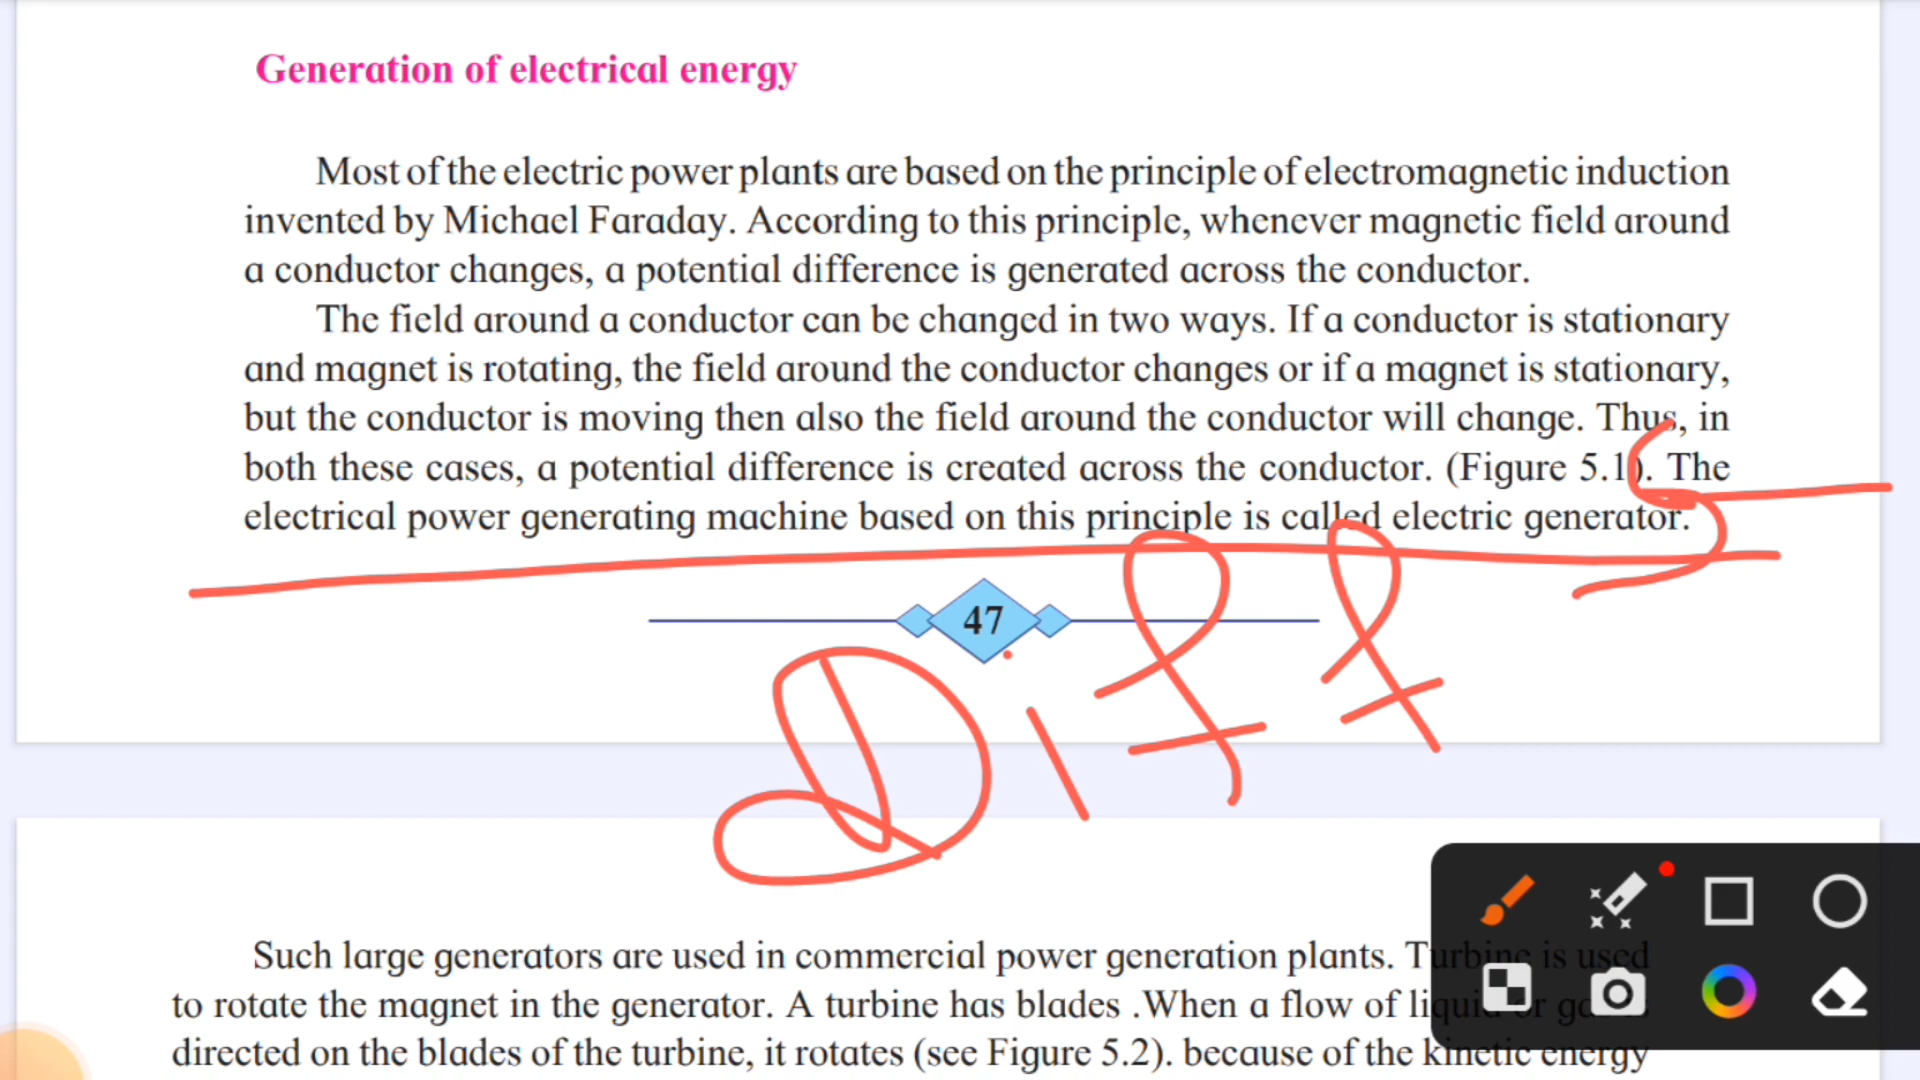 Generation of electrical energy
Most of the electric power plants are based on the principle of electromagnetic induction
invented by Michael Faraday. According to this principle, whenever magnetic field around
a conductor changes, a potential difference is generated across the conductor.
The field around a conductor can be changed in two ways. If a conductor is stationary
and magnet is rotating, the field around the conductor changes or if a magnet is stationary,
but the conductor is moving then also the field around the conductor will change. Thus, in
both these cases, a potential difference is created across the conductor. (Figure 5.1). The
electrical power generating machine based on this principle is called electric generator.
47
Diff
Such large generators are used in commercial power generation plants. Turbine is used
to rotate the magnet in the generator. A turbine has blades .When a flow of liquid or
directed on the blades of the turbine, it rotates (see Figure 5.2). because of the kinetic energy